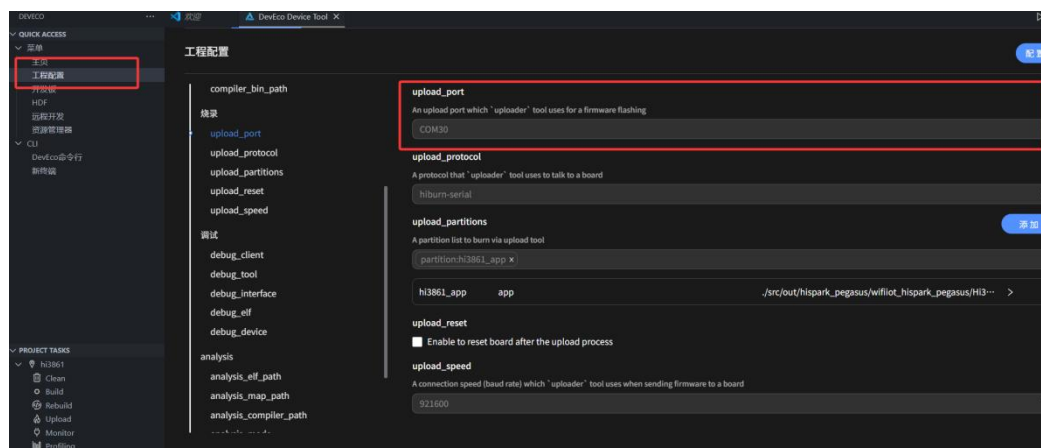 DEVECO
···
欢迎
DevEco Device Tool ×
QUICK ACCESS
菜单
主页
工程配置
开发板
HDF
远程开发
资源管理器
CLI
DevEco命令行
新终端
PROJECT TASKS
hi3861
Clean
Build
Rebuild
Upload
Monitor
Profiling
工程配置
compiler_bin_path
烧录
upload_port
upload_protocol
upload_partitions
upload_reset
upload_speed
调试
debug_client
debug_tool
debug_interface
debug_elf
debug_device
analysis
analysis_elf_path
analysis_map_path
analysis_compiler_path
upload_port
An upload port which `uploader` tool uses for a firmware flashing
COM30
upload_protocol
A protocol that `uploader` tool uses to talk to a board
hiburn-serial
upload_partitions
添加
A partition list to burn via upload tool
partition:hi3861_app ×
hi3861_app app ./src/out/hispark_pegasus/wifiiot_hispark_pegasus/Hi3··· >
upload_reset
Enable to reset board after the upload process
upload_speed
A connection speed (baud rate) which `uploader` tool uses when sending firmware to a board
921600